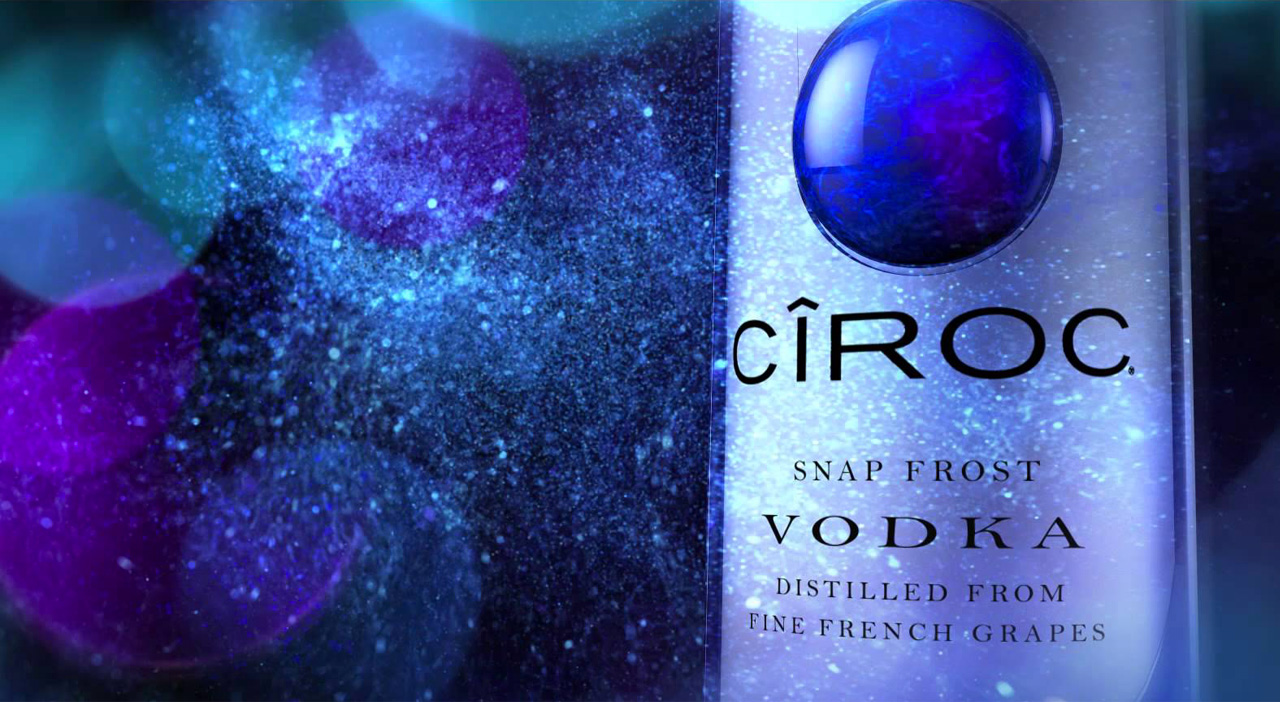 CÎROC®
SNAP FROST
VODKA
DISTILLED FROM
FINE FRENCH GRAPES